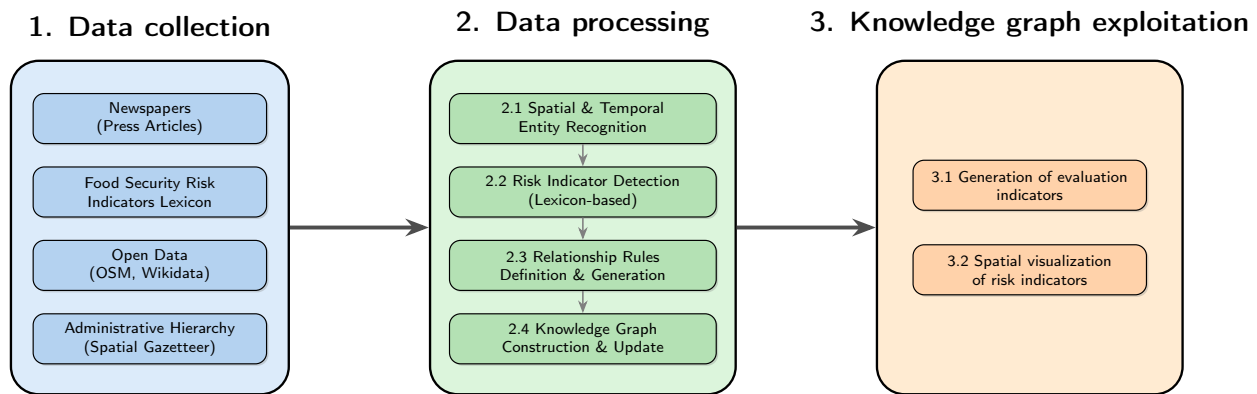 1. Data collection
Newspapers
(Press Articles)
Food Security Risk
Indicators Lexicon
Open Data
(OSM, Wikidata)
Administrative Hierarchy
(Spatial Gazetteer)
2. Data processing
2.1 Spatial & Temporal
Entity Recognition
2.2 Risk Indicator Detection
(Lexicon-based)
2.3 Relationship Rules
Definition & Generation
2.4 Knowledge Graph
Construction & Update
3. Knowledge graph exploitation
3.1 Generation of evaluation
indicators
3.2 Spatial visualization
of risk indicators